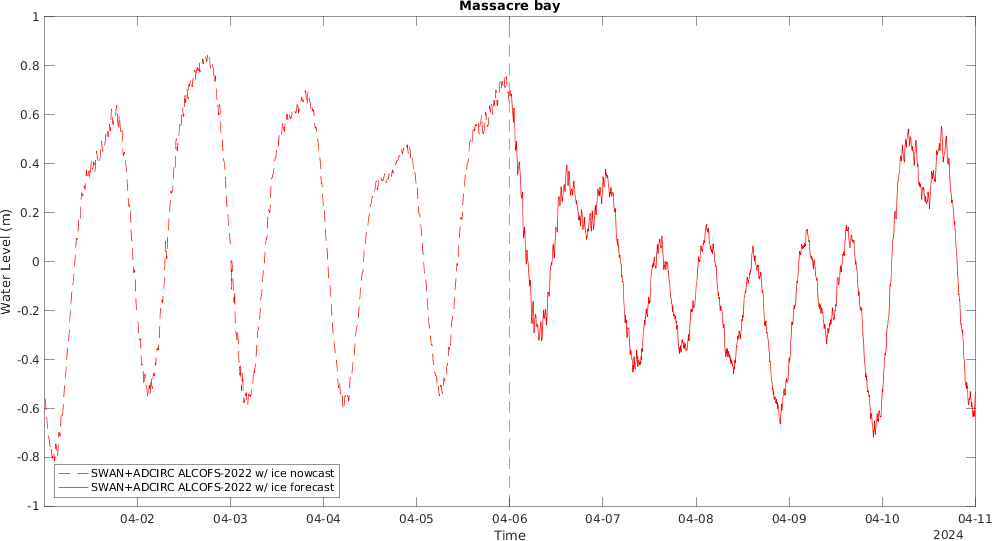 Massacre bay
1
0.8
0.6
0.4
0.2
0
-0.2
-0.4
-0.6
-0.8
-1
Water Level (m)
SWAN+ADCIRC ALCOFS-2022 w/ ice nowcast
SWAN+ADCIRC ALCOFS-2022 w/ ice forecast
04-02 04-03 04-04 04-05 04-06 04-07 04-08 04-09 04-10 04-11
Time
2024